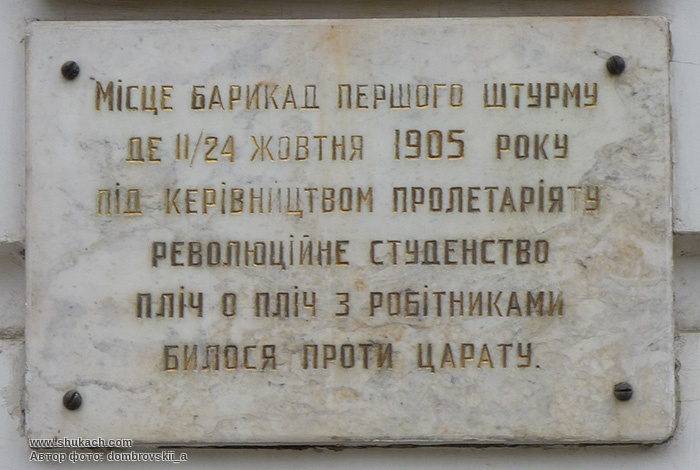 Місце барикад першого штурму
де 11/24 жовтня 1905 року
під керівництвом пролетаріяту
революційне студенство
пліч о пліч з робітниками
билося проти царату.
www.shukach.com
Автор фото: dombrovskii_a